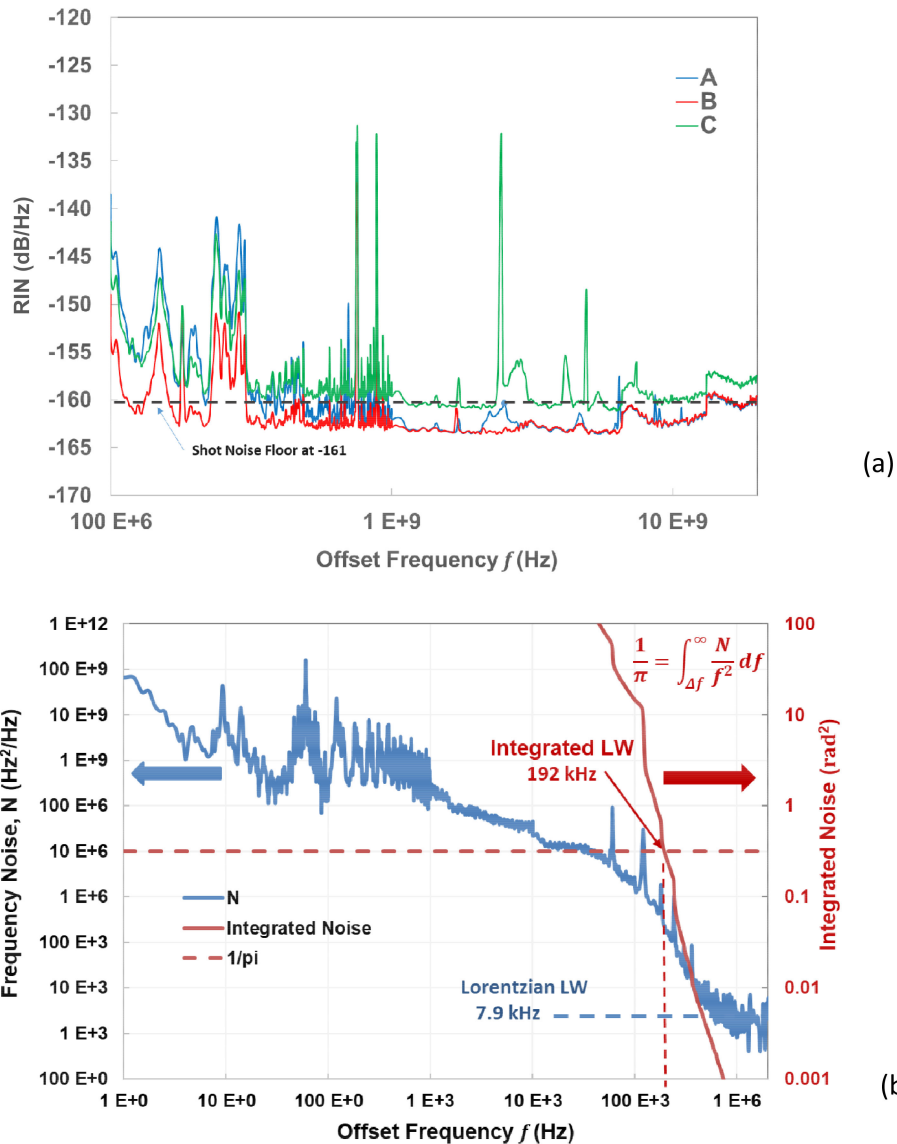 -120
-125
-130
-135
-140
-145
-150
-155
-160
-165
-170
RIN (dB/Hz)
A
B
C
Shot Noise Floor at -161
100 E+6
1 E+9
10 E+9
Offset Frequency f (Hz)
(a)
1 E+12
100 E+9
10 E+9
1 E+9
100 E+6
10 E+6
1 E+6
100 E+3
10 E+3
1 E+3
100 E+0
Frequency Noise, N (Hz²/Hz)
1/π = ∫_Δf^∞ N/f² df
Integrated LW
192 kHz
N
Integrated Noise
1/pi
Lorentzian LW
7.9 kHz
100
10
1
0.1
0.01
0.001
Integrated Noise (rad²)
1 E+0
10 E+0
100 E+0
1 E+3
10 E+3
100 E+3
1 E+6
Offset Frequency f (Hz)
(b